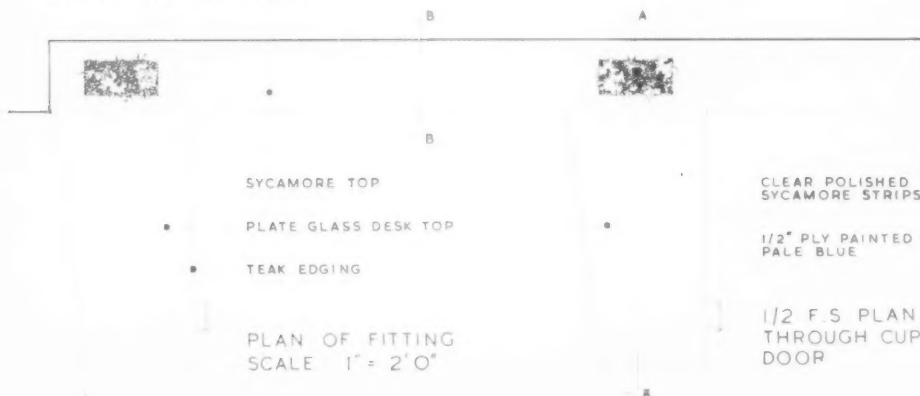 B
A
B
SYCAMORE TOP
PLATE GLASS DESK TOP
TEAK EDGING
PLAN OF FITTING
SCALE 1" = 2'0"
CLEAR POLISHED
SYCAMORE STRIPS
1/2" PLY PAINTED
PALE BLUE
1/2 F.S PLAN
THROUGH CUP
DOOR